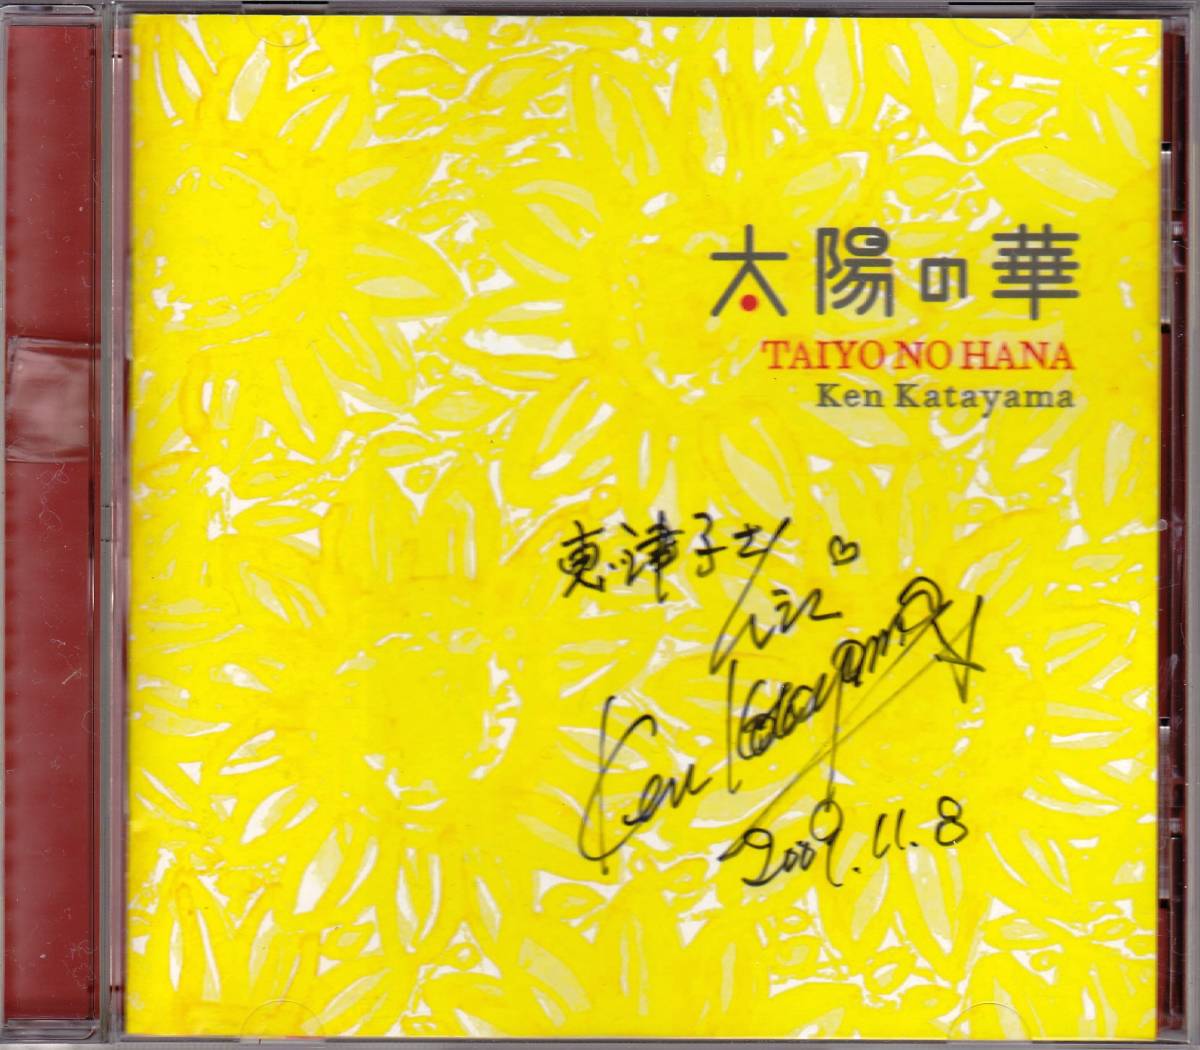 太陽の華
TAIYO NO HANA
Ken Katayama
恵津子さん江
Ken Katayama
2009.11.8